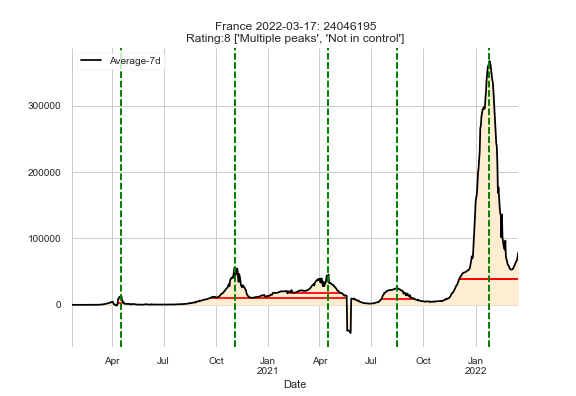 France 2022-03-17: 24046195
Rating:8 ['Multiple peaks', 'Not in control']
Average-7d
300000
200000
100000
0
Apr Jul Oct Jan Apr Jul Oct Jan
2021 2022
Date